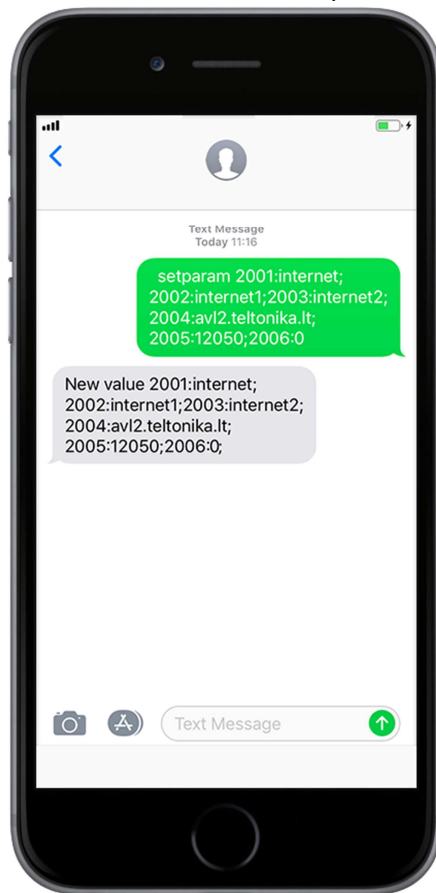 Text Message
Today 11:16
setparam 2001:internet;
2002:internet1;2003:internet2;
2004:avl2.teltonika.lt;
2005:12050;2006:0
New value 2001:internet;
2002:internet1;2003:internet2;
2004:avl2.teltonika.lt;
2005:12050;2006:0;
Text Message